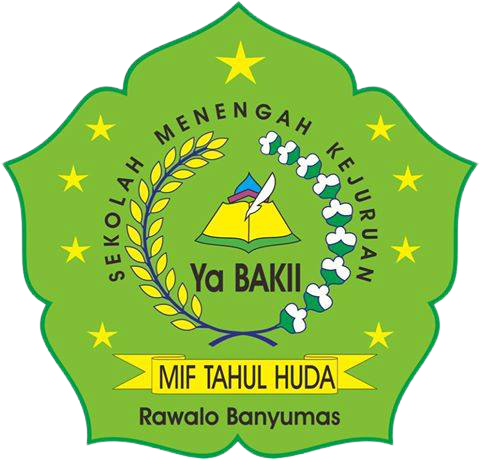 SEKOLAH MENENGAH KEJURUAN
Ya BAKII
MIF TAHUL HUDA
Rawalo Banyumas